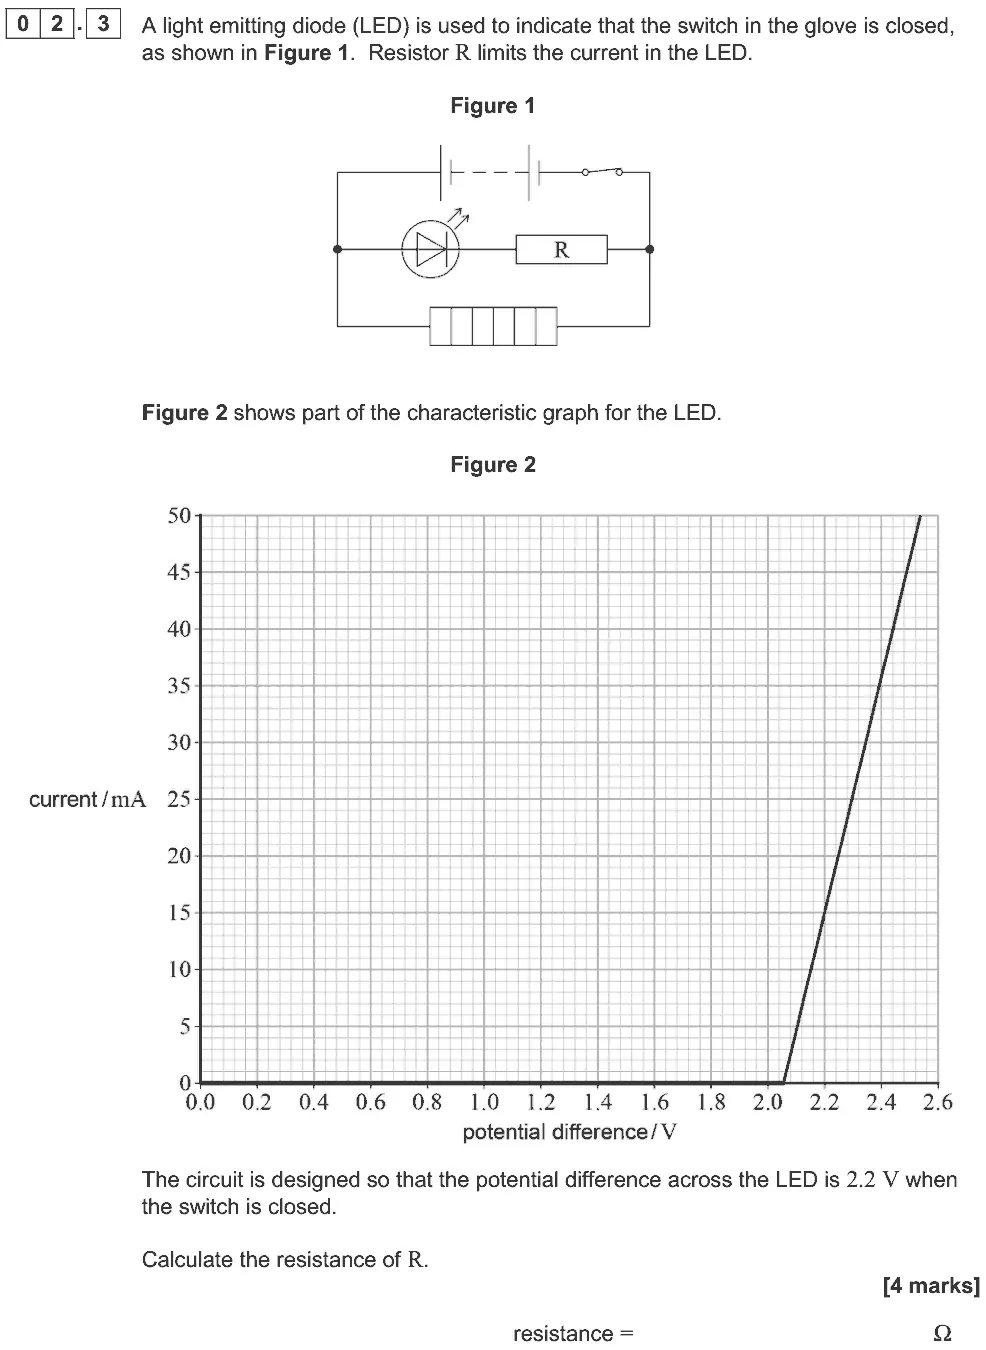 0 2 . 3 A light emitting diode (LED) is used to indicate that the switch in the glove is closed,
as shown in Figure 1. Resistor R limits the current in the LED.
Figure 1
R
Figure 2 shows part of the characteristic graph for the LED.
Figure 2
50
45
40
35
30
current / mA 25
20
15
10
5
0
0.0 0.2 0.4 0.6 0.8 1.0 1.2 1.4 1.6 1.8 2.0 2.2 2.4 2.6
potential difference / V
The circuit is designed so that the potential difference across the LED is 2.2 V when
the switch is closed.
Calculate the resistance of R.
[4 marks]
resistance = Ω